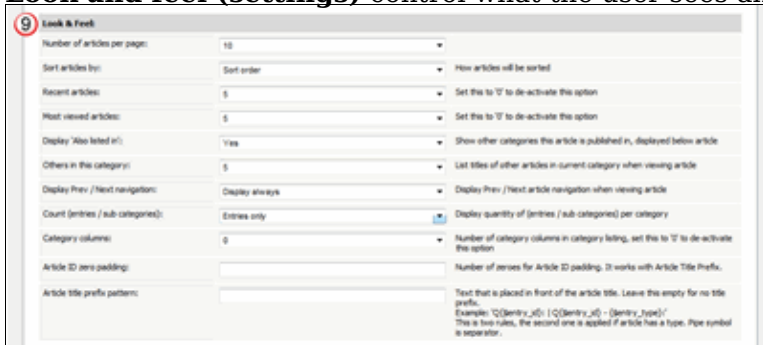 Look and feel (settings) control what the user sees an
9 Look & Feel:
Number of articles per page: 10
Sort articles by: Sort order How articles will be sorted
Recent articles: 5 Set this to '0' to de-activate this option
Most viewed articles: 5 Set this to '0' to de-activate this option
Display 'Also listed in': Yes Show other categories this article is published in, displayed below article
Others in this category: 5 List titles of other articles in current category when viewing article
Display Prev / Next navigation: Display always Display Prev / Next article navigation when viewing article
Count (entries / sub categories): Entries only Display quantity of (entries / sub categories) per category
Category columns: 0 Number of category columns in category listing, set this to '0' to de-activate
this option
Article ID zero padding: Number of zeroes for Article ID padding. It works with Article Title Prefix.
Article title prefix pattern: Text that is placed in front of the article title. Leave this empty for no title
prefix.
Example: 'Q{$entry_id}: | Q{$entry_id} - {$entry_type}:'
This is two rules, the second one is applied if article has a type. Pipe symbol
is separator.